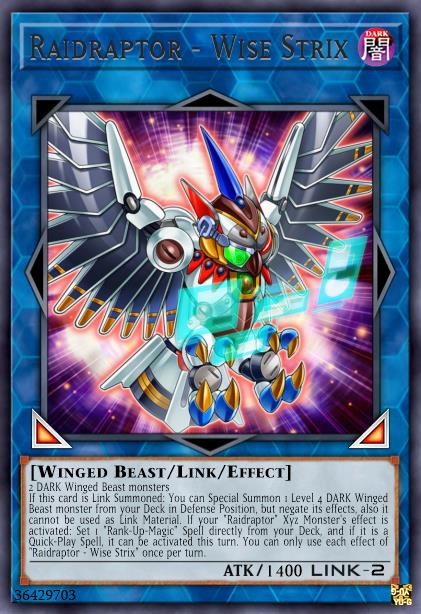 Raidraptor - Wise Strix
DARK
闇
[Winged Beast/Link/Effect]
2 DARK Winged Beast monsters
If this card is Link Summoned: You can Special Summon 1 Level 4 DARK Winged
Beast monster from your Deck in Defense Position, but negate its effects, also it
cannot be used as Link Material. If your "Raidraptor" Xyz Monster's effect is
activated: Set 1 "Rank-Up-Magic" Spell directly from your Deck, and if it is a
Quick-Play Spell, it can be activated this turn. You can only use each effect of
"Raidraptor - Wise Strix" once per turn.
ATK/1400 LINK-2
36429703